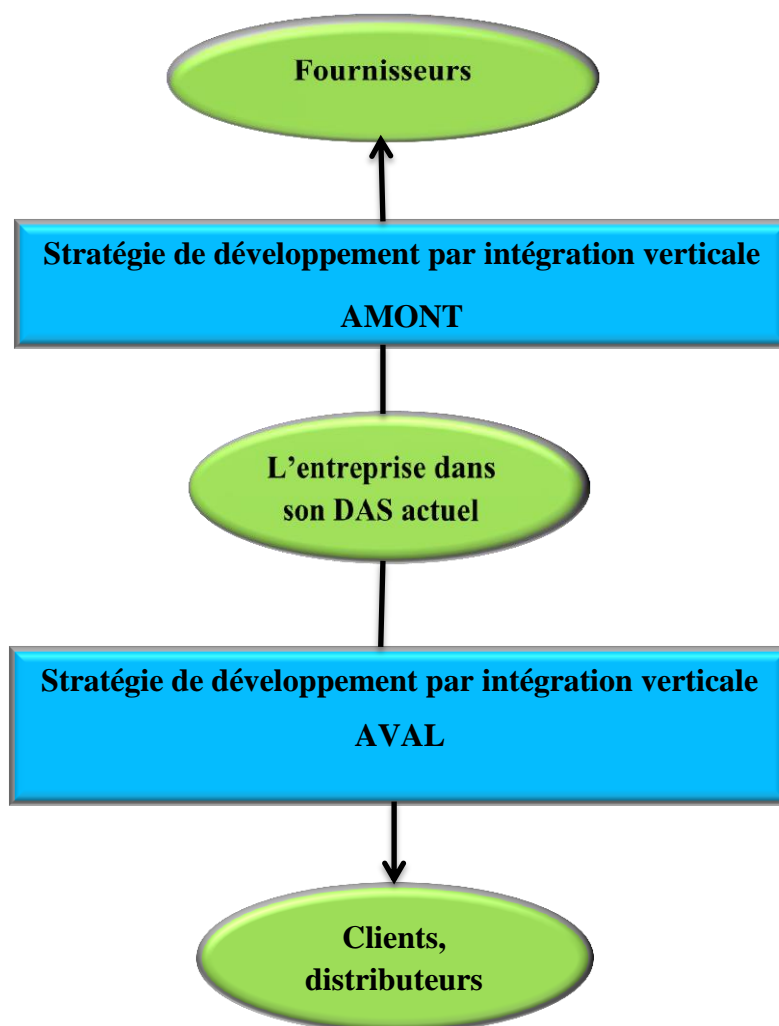 Fournisseurs
Stratégie de développement par intégration verticale
AMONT
L’entreprise dans
son DAS actuel
Stratégie de développement par intégration verticale
AVAL
Clients,
distributeurs